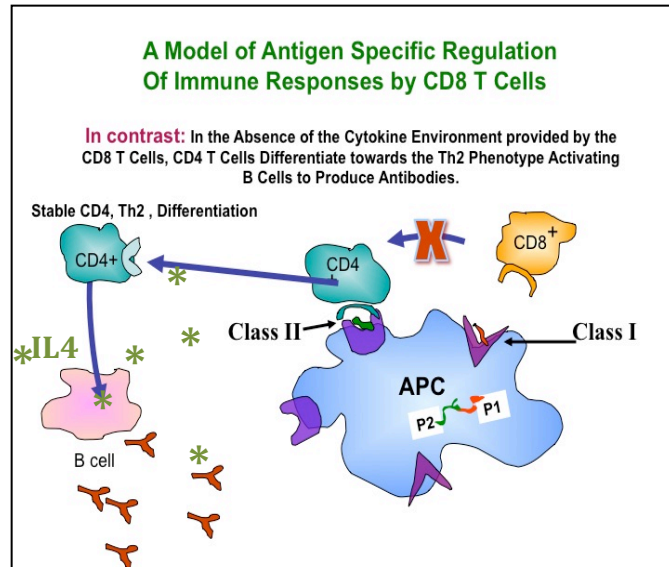 A Model of Antigen Specific Regulation
Of Immune Responses by CD8 T Cells
In contrast: In the Absence of the Cytokine Environment provided by the
CD8 T Cells, CD4 T Cells Differentiate towards the Th2 Phenotype Activating
B Cells to Produce Antibodies.
Stable CD4, Th2 , Differentiation
CD4+
CD4
X
CD8+
Class II
Class I
*IL4
* * * * *
APC
P2
P1
B cell